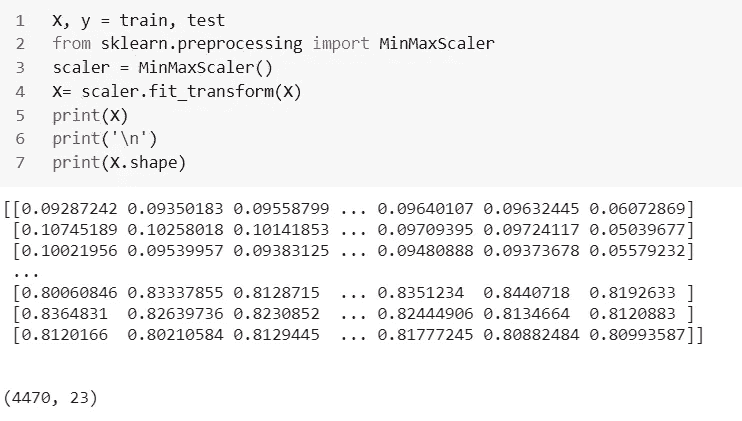 1 X, y = train, test
2 from sklearn.preprocessing import MinMaxScaler
3 scaler = MinMaxScaler()
4 X= scaler.fit_transform(X)
5 print(X)
6 print('\n')
7 print(X.shape)
[[0.09287242 0.09350183 0.09558799 ... 0.09640107 0.09632445 0.06072869]
[0.10745189 0.10258018 0.10141853 ... 0.09709395 0.09724117 0.05039677]
[0.10021956 0.09539957 0.09383125 ... 0.09480888 0.09373678 0.05579232]
...
[0.80060846 0.83337855 0.8128715 ... 0.8351234 0.8440718 0.8192633 ]
[0.8364831 0.82639736 0.8230852 ... 0.82444906 0.8134664 0.8120883 ]
[0.8120166 0.80210584 0.8129445 ... 0.81777245 0.80882484 0.80993587]]
(4470, 23)